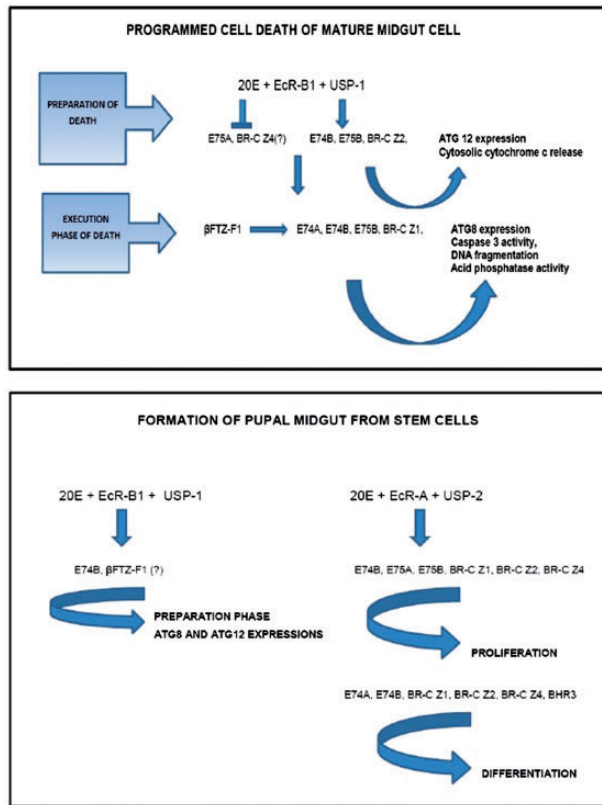 PROGRAMMED CELL DEATH OF MATURE MIDGUT CELL
PREPARATION OF
DEATH
20E + EcR-B1 + USP-1
E75A, BR-C Z4(?)
E74B, E75B, BR-C Z2,
ATG 12 expression
Cytosolic cytochrome c release
EXECUTION
PHASE OF DEATH
βFTZ-F1
E74A, E74B, E75B, BR-C Z1,
ATG8 expression
Caspase 3 activity,
DNA fragmentation
Acid phosphatase activity
FORMATION OF PUPAL MIDGUT FROM STEM CELLS
20E + EcR-B1 + USP-1
E74B, βFTZ-F1 (?)
PREPARATION PHASE
ATG8 AND ATG12 EXPRESSIONS
20E + EcR-A + USP-2
E74B, E75A, E75B, BR-C Z1, BR-C Z2, BR-C Z4
PROLIFERATION
E74A, E74B, BR-C Z1, BR-C Z2, BR-C Z4, BHR3
DIFFERENTIATION